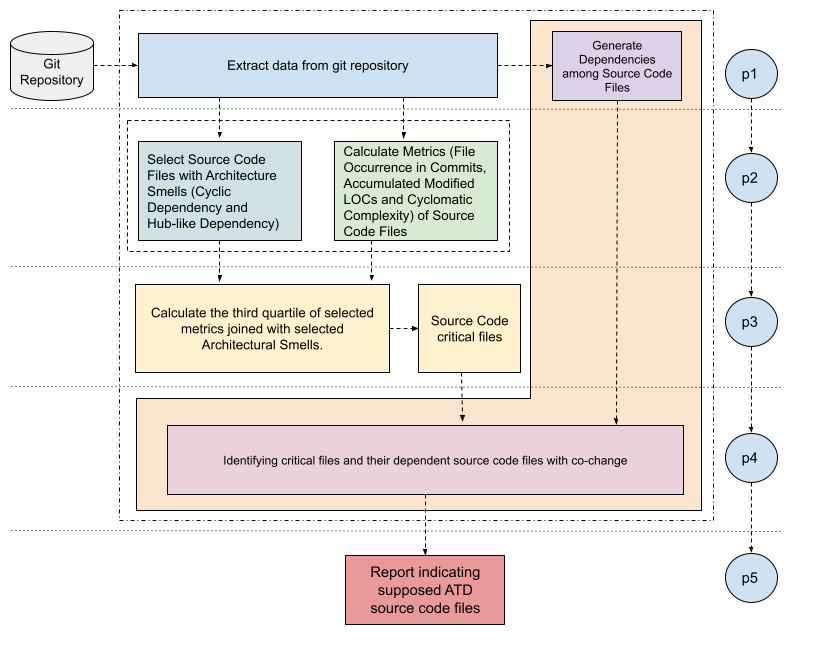 Git
Repository
Extract data from git repository
Generate
Dependencies
among Source Code
Files
p1
Select Source Code
Files with Architecture
Smells (Cyclic
Dependency and
Hub-like Dependency)
Calculate Metrics (File
Occurrence in Commits,
Accumulated Modified
LOCs and Cyclomatic
Complexity) of Source
Code Files
p2
Calculate the third quartile of selected
metrics joined with selected
Architectural Smells.
Source Code
critical files
p3
Identifying critical files and their dependent source code files with co-change
p4
Report indicating
supposed ATD
source code files
p5